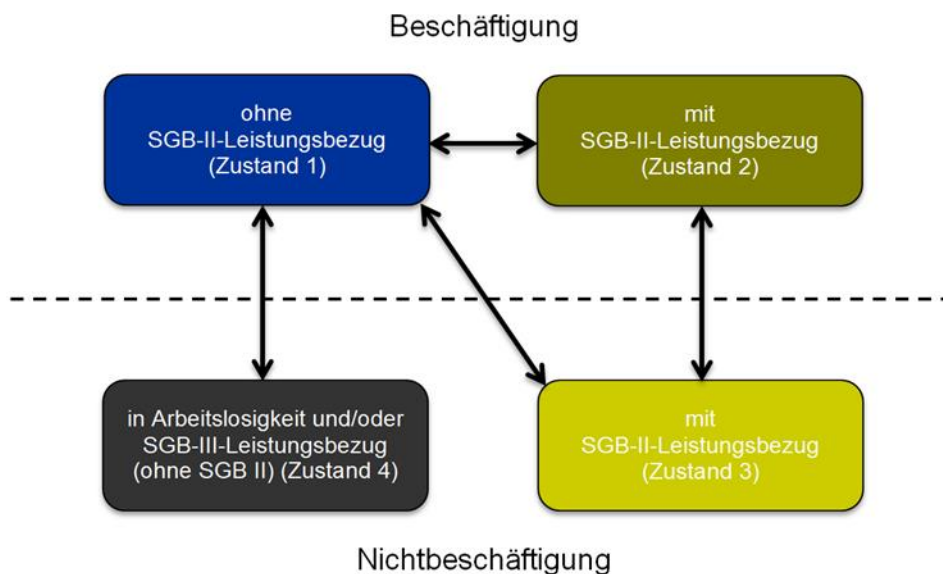 Beschäftigung
ohne
SGB-II-Leistungsbezug
(Zustand 1)
mit
SGB-II-Leistungsbezug
(Zustand 2)
in Arbeitslosigkeit und/oder
SGB-III-Leistungsbezug
(ohne SGB II) (Zustand 4)
mit
SGB-II-Leistungsbezug
(Zustand 3)
Nichtbeschäftigung